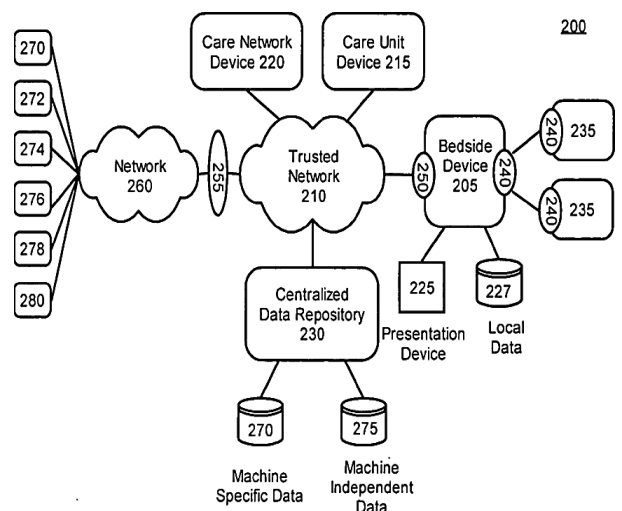 200
270
272
274
276
278
280
Care Network
Device 220
Care Unit
Device 215
Network
260
255
Trusted
Network
210
250
Bedside
Device
205
240
240
235
240
235
Centralized
Data Repository
230
225
Presentation
Device
227
Local
Data
270
Machine
Specific Data
275
Machine
Independent
Data